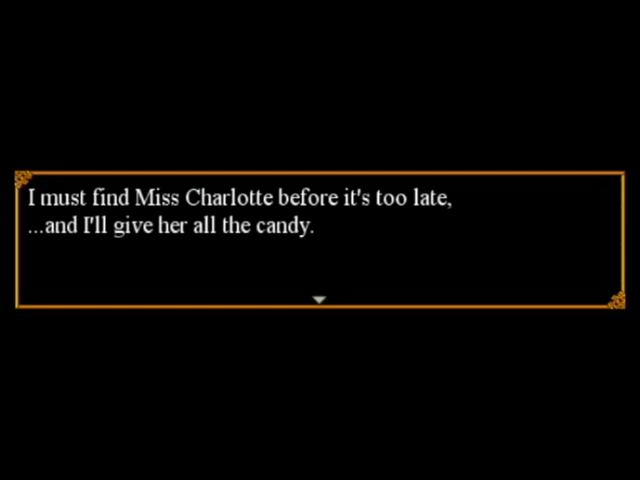 I must find Miss Charlotte before it's too late,
...and I'll give her all the candy.